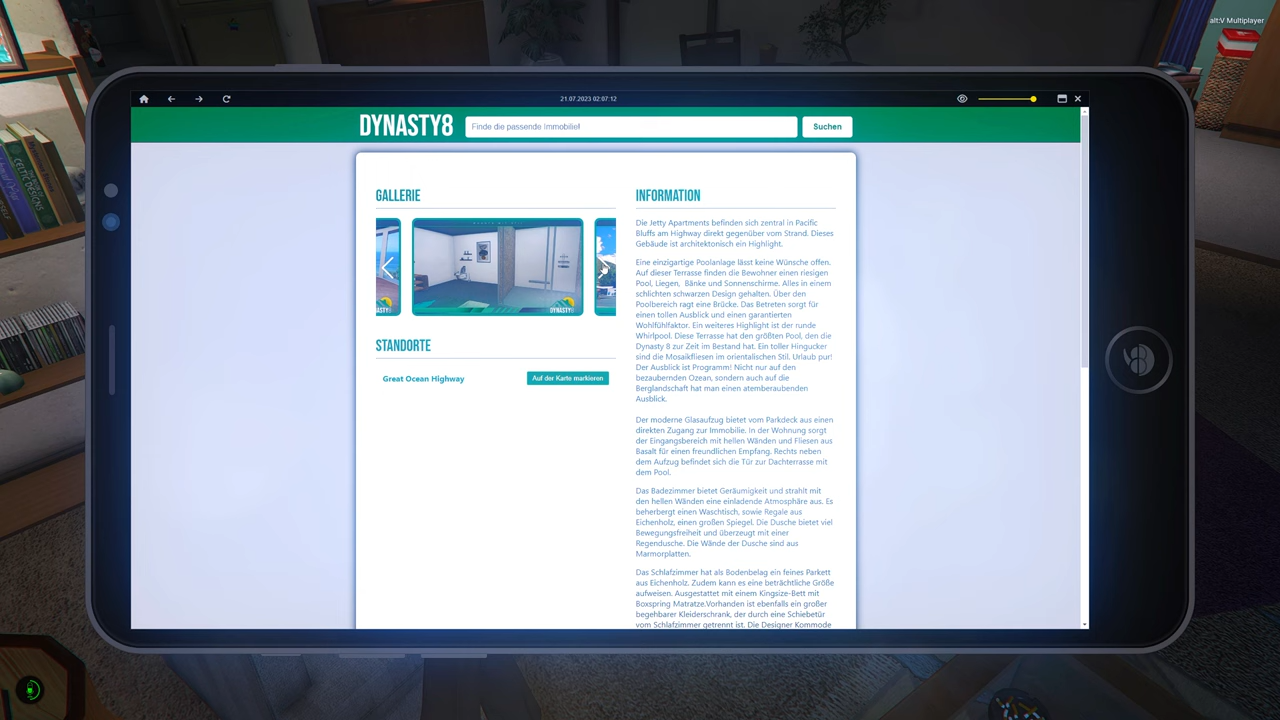 alt:V Multiplayer
21.07.2023 02:07:12
DYNASTY8
Finde die passende Immobilie!
Suchen
GALLERIE
DYNASTY8
STANDORTE
Great Ocean Highway
Auf der Karte markieren
INFORMATION
Die Jetty Apartments befinden sich zentral in Pacific
Bluffs am Highway direkt gegenüber vom Strand. Dieses
Gebäude ist architektonisch ein Highlight.
Eine einzigartige Poolanlage lässt keine Wünsche offen.
Auf dieser Terrasse finden die Bewohner einen riesigen
Pool, Liegen, Bänke und Sonnenschirme. Alles in einem
schlichten schwarzen Design gehalten. Über den
Poolbereich ragt eine Brücke. Das Betreten sorgt für
einen tollen Ausblick und einen garantierten
Wohlfühlfaktor. Ein weiteres Highlight ist der runde
Whirlpool. Diese Terrasse hat den größten Pool, den die
Dynasty 8 zur Zeit im Bestand hat. Ein toller Hingucker
sind die Mosaikfliesen im orientalischen Stil. Urlaub pur!
Der Ausblick ist Programm! Nicht nur auf den
bezaubernden Ozean, sondern auch auf die
Berglandschaft hat man einen atemberaubenden
Ausblick.
Der moderne Glasaufzug bietet vom Parkdeck aus einen
direkten Zugang zur Immobilie. In der Wohnung sorgt
der Eingangsbereich mit hellen Wänden und Fliesen aus
Basalt für einen freundlichen Empfang. Rechts neben
dem Aufzug befindet sich die Tür zur Dachterrasse mit
dem Pool.
Das Badezimmer bietet Geräumigkeit und strahlt mit
den hellen Wänden eine einladende Atmosphäre aus. Es
beherbergt einen Waschtisch, sowie Regale aus
Eichenholz, einen großen Spiegel. Die Dusche bietet viel
Bewegungsfreiheit und überzeugt mit einer
Regendusche. Die Wände der Dusche sind aus
Marmorplatten.
Das Schlafzimmer hat als Bodenbelag ein feines Parkett
aus Eichenholz. Zudem kann es eine beträchtliche Größe
aufweisen. Ausgestattet mit einem Kingsize-Bett mit
Boxspring Matratze.Vorhanden ist ebenfalls ein großer
begehbarer Kleiderschrank, der durch eine Schiebetür
vom Schlafzimmer getrennt ist. Die Designer Kommode
CELTIC DESIGNS